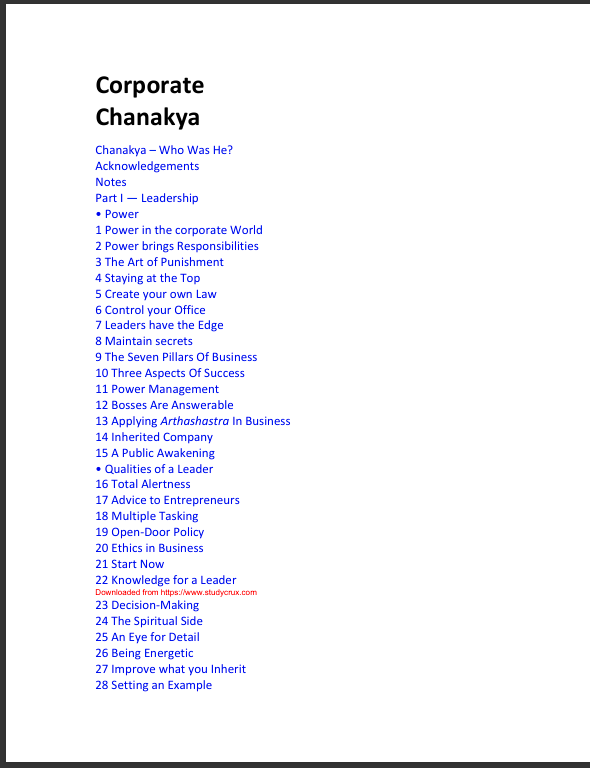 Corporate
Chanakya
Chanakya – Who Was He?
Acknowledgements
Notes
Part I — Leadership
• Power
1 Power in the corporate World
2 Power brings Responsibilities
3 The Art of Punishment
4 Staying at the Top
5 Create your own Law
6 Control your Office
7 Leaders have the Edge
8 Maintain secrets
9 The Seven Pillars Of Business
10 Three Aspects Of Success
11 Power Management
12 Bosses Are Answerable
13 Applying Arthashastra In Business
14 Inherited Company
15 A Public Awakening
• Qualities of a Leader
16 Total Alertness
17 Advice to Entrepreneurs
18 Multiple Tasking
19 Open-Door Policy
20 Ethics in Business
21 Start Now
22 Knowledge for a Leader
Downloaded from https://www.studycrux.com
23 Decision-Making
24 The Spiritual Side
25 An Eye for Detail
26 Being Energetic
27 Improve what you Inherit
28 Setting an Example